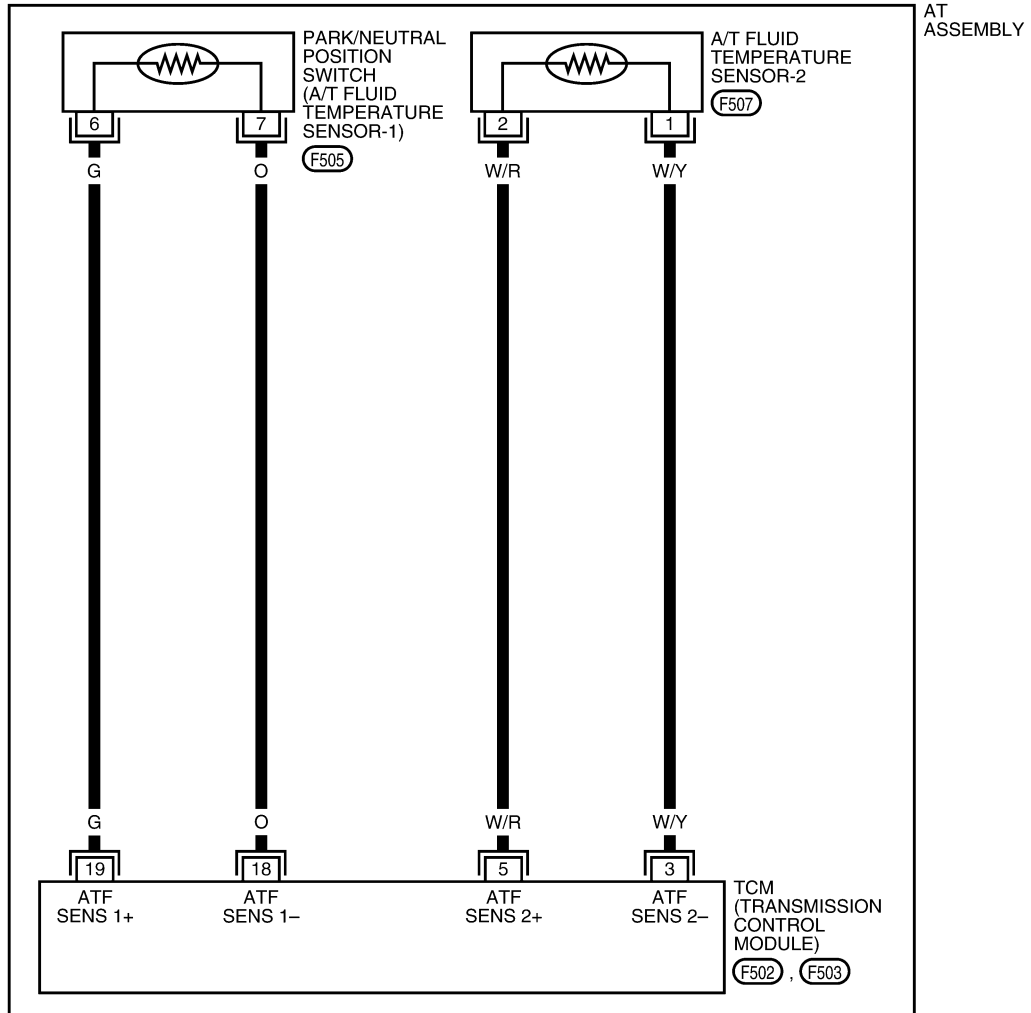 AT
ASSEMBLY
PARK/NEUTRAL
POSITION
SWITCH
(A/T FLUID
TEMPERATURE
SENSOR-1)
F505
A/T FLUID
TEMPERATURE
SENSOR-2
F507
6
7
2
1
G
O
W/R
W/Y
G
O
W/R
W/Y
19
18
5
3
ATF
SENS 1+
ATF
SENS 1–
ATF
SENS 2+
ATF
SENS 2–
TCM
(TRANSMISSION
CONTROL
MODULE)
F502 , F503